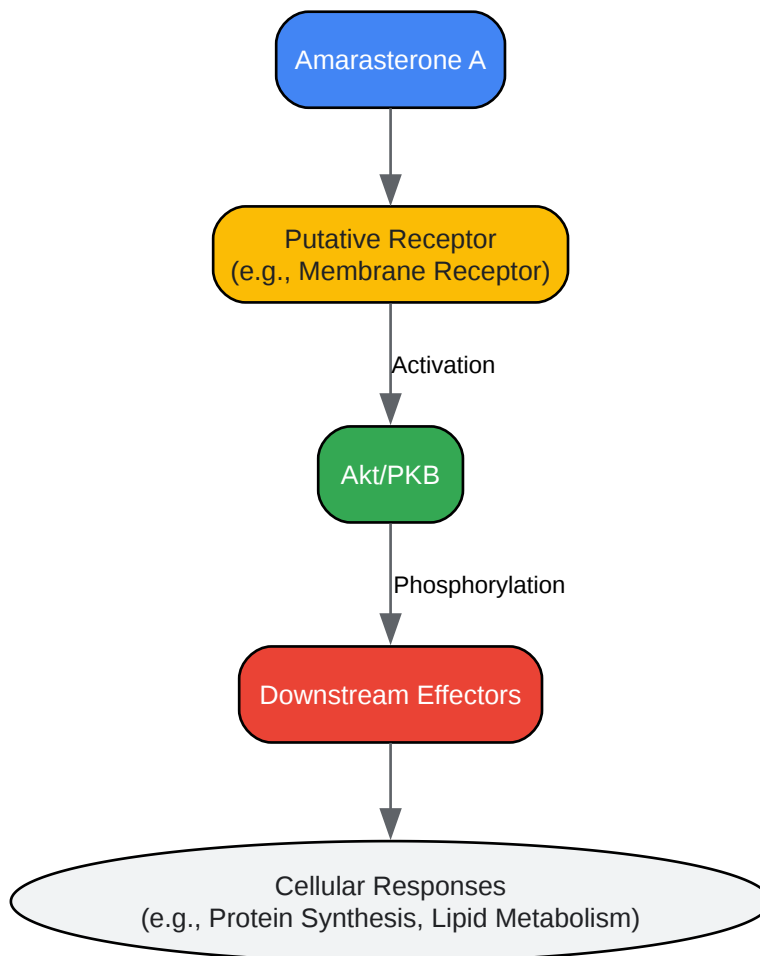 Amarasterone A
Putative Receptor
(e.g., Membrane Receptor)
Activation
Akt/PKB
Phosphorylation
Downstream Effectors
Cellular Responses
(e.g., Protein Synthesis, Lipid Metabolism)